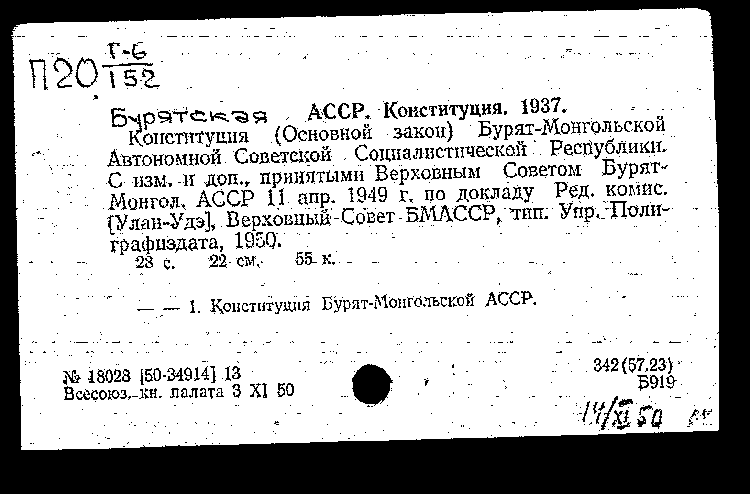 П20 Г-6
152
Бурятская АССР. Конституция. 1937.
Конституция (Основной закон) Бурят-Монгольской
Автономной Советской Социалистической Республики.
С изм. и доп., принятыми Верховным Советом Бурят-
Монгол. АССР 11 апр. 1949 г. по докладу Ред. комис.
[Улан-Удэ], Верховный Совет БМАССР, тип. Упр. Поли-
графиздата, 1950.
23 с. 22 см. 55 к.
— — 1. Конституция Бурят-Монгольской АССР.
№ 18028 [50-34914] 13
Всесоюз. кн. палата 3 XI 50
342(57.23)
Б919
14/XI 50